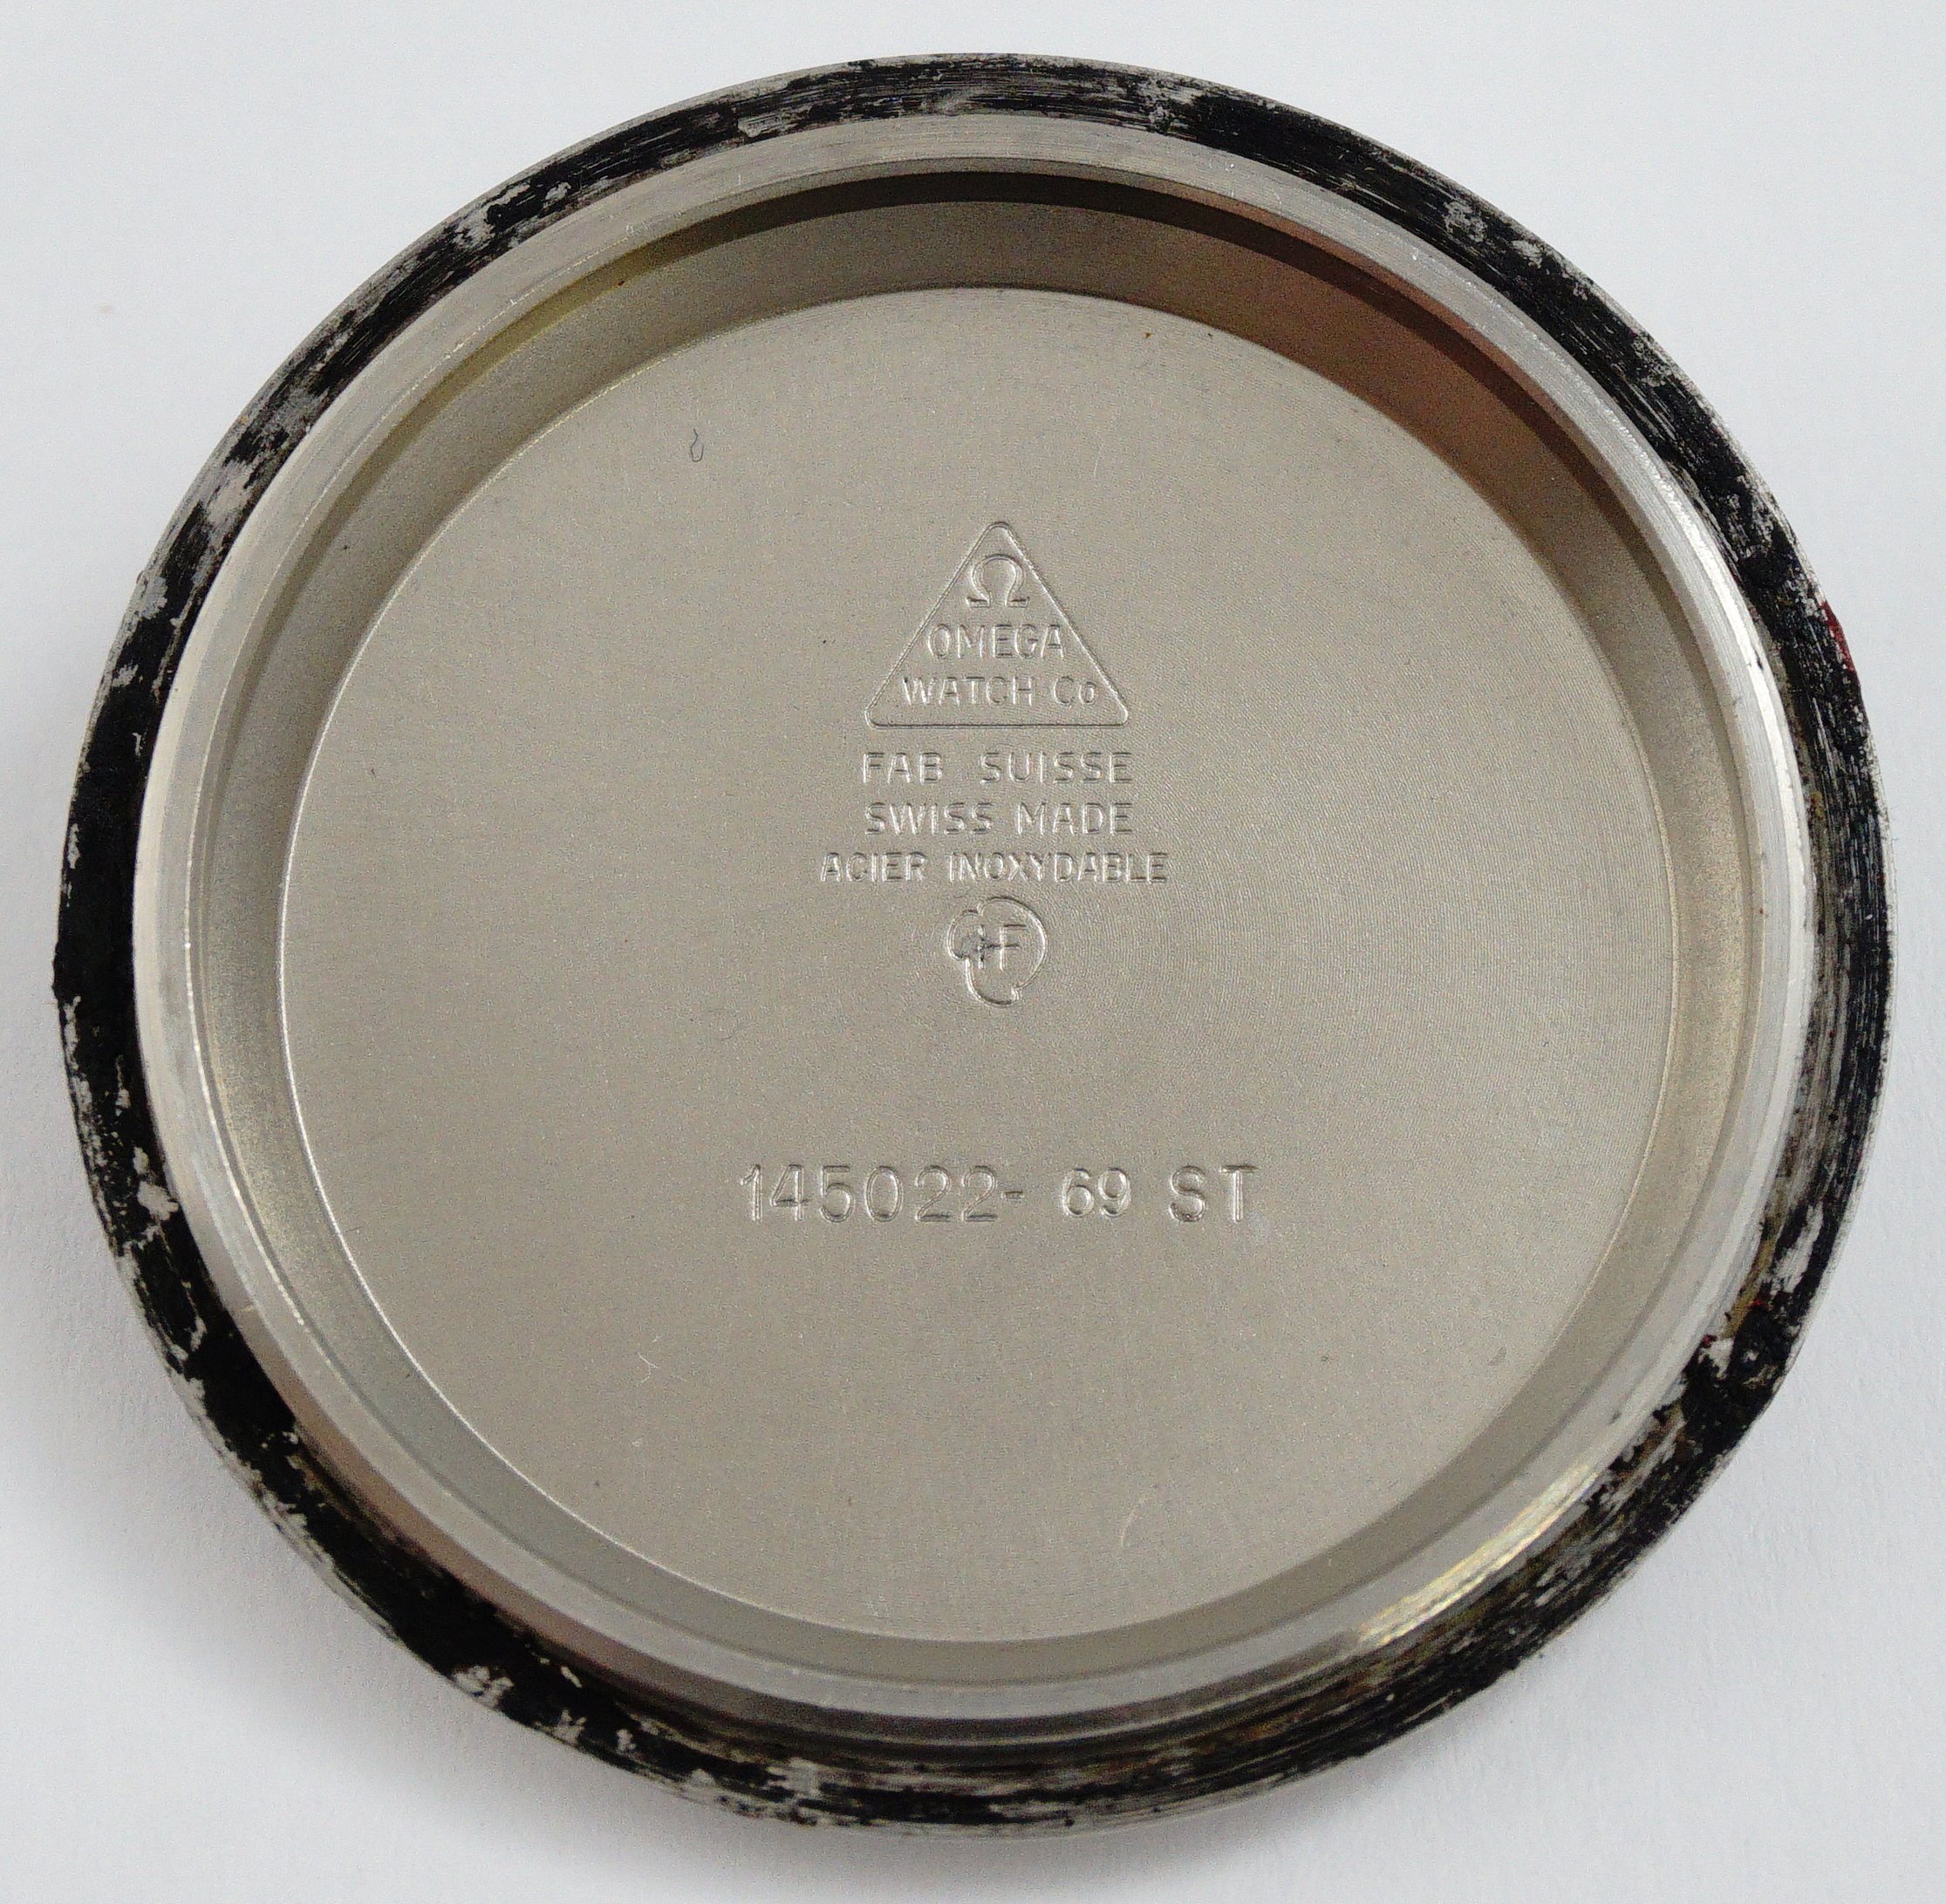 Ω
OMEGA
WATCH Co
FAB SUISSE
SWISS MADE
ACIER INOXYDABLE
145022- 69 ST